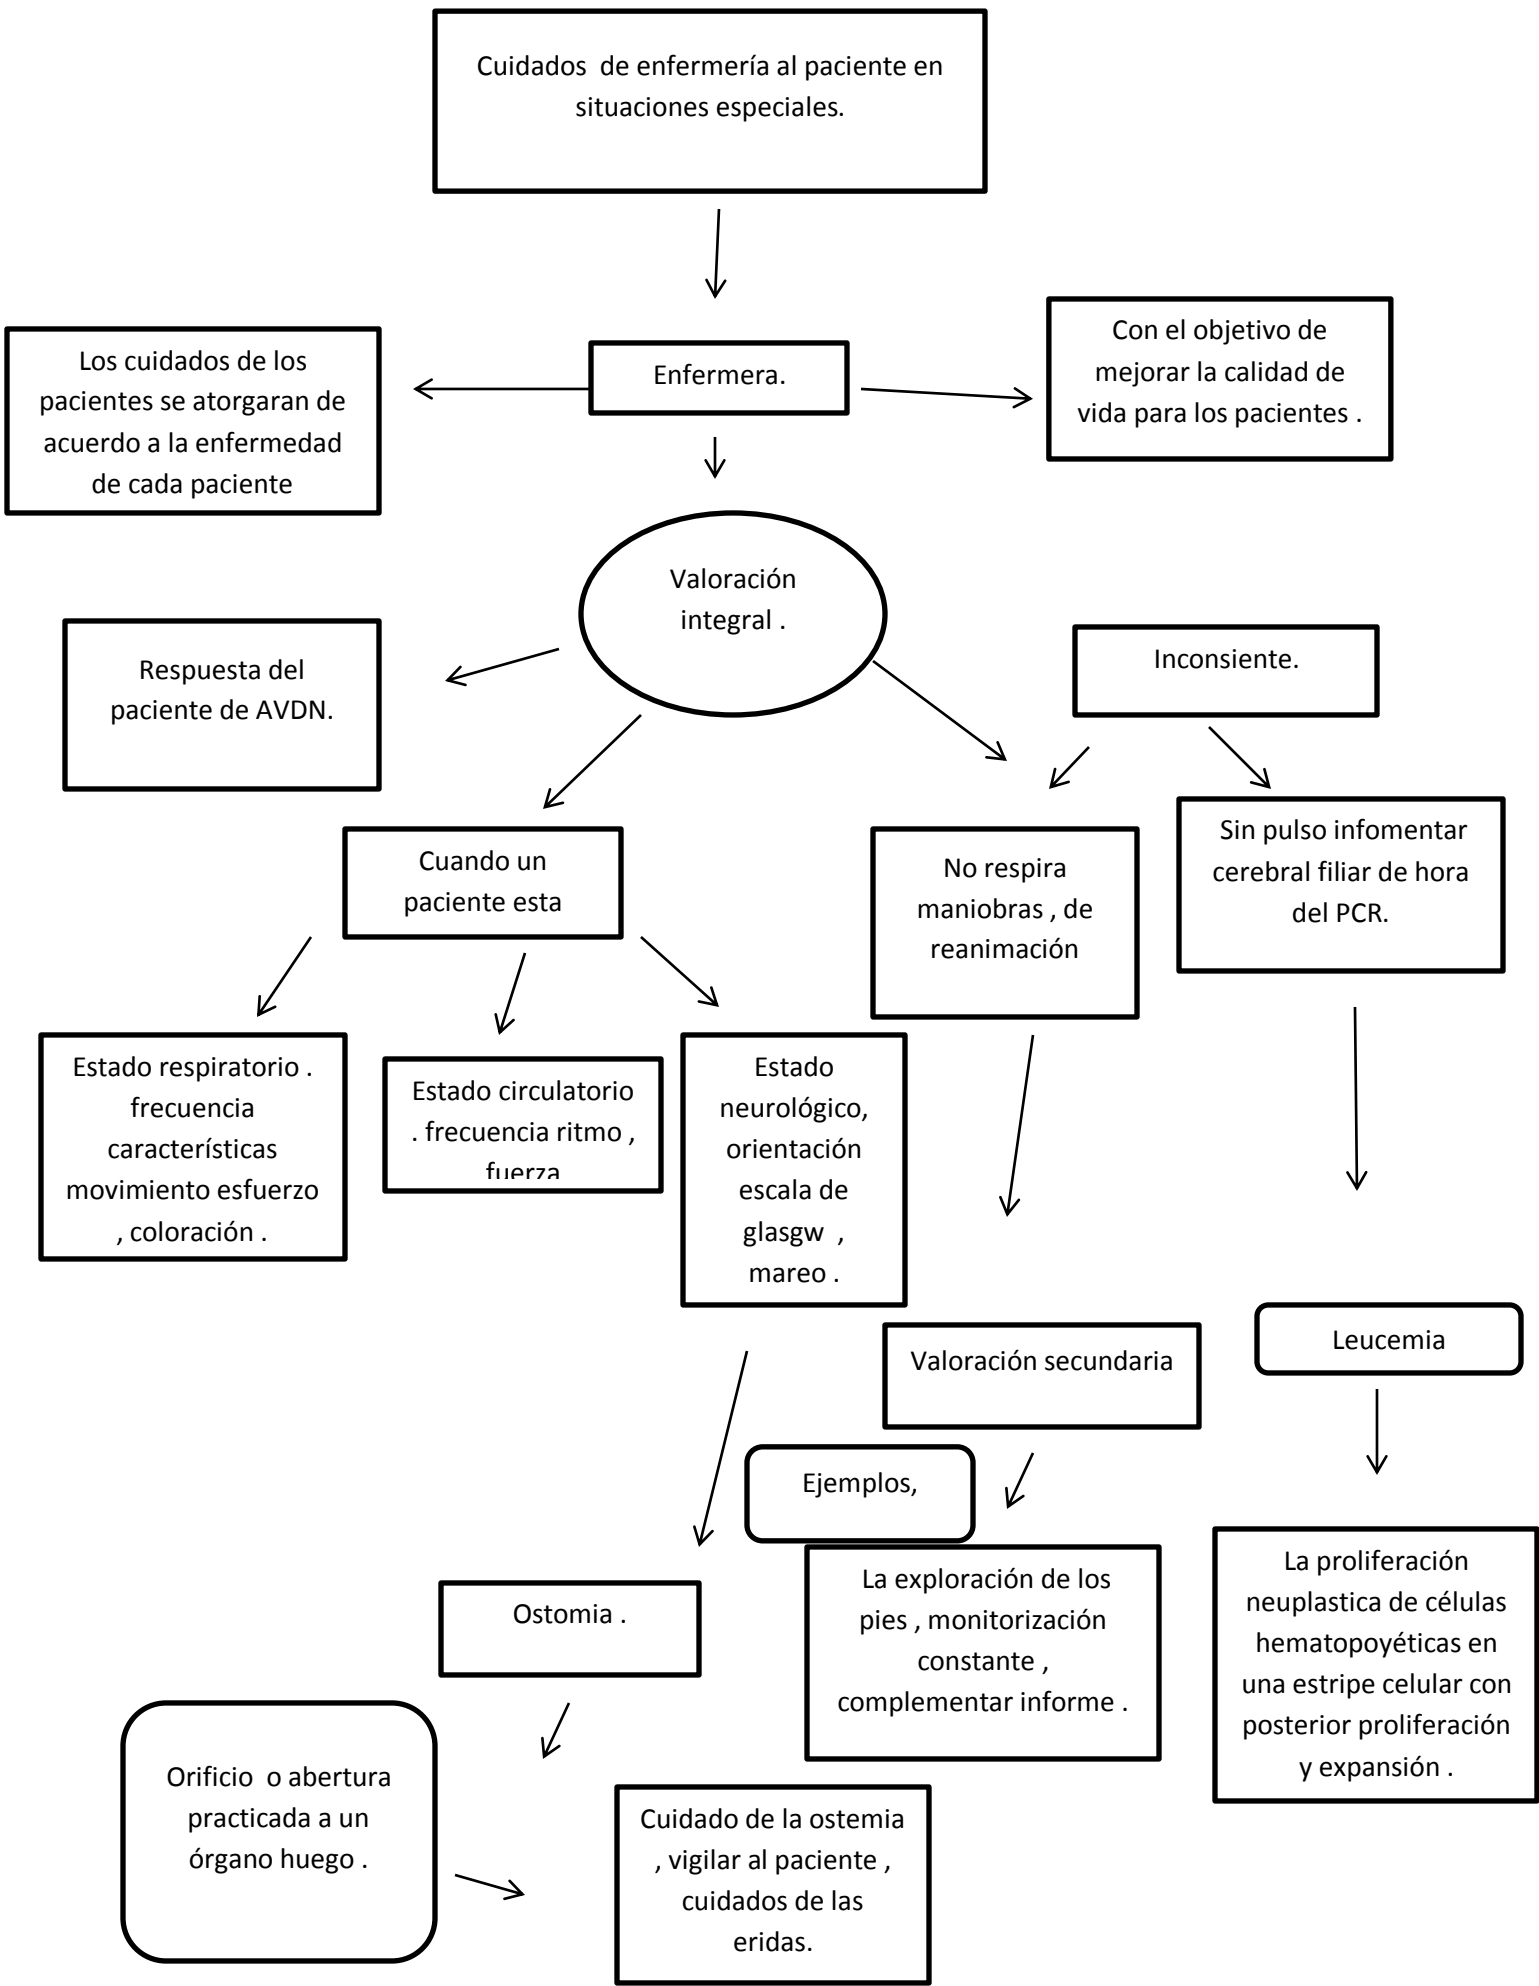 Cuidados de enfermería al paciente en
situaciones especiales.
Los cuidados de los
pacientes se atorgaran de
acuerdo a la enfermedad
de cada paciente
Enfermera.
Con el objetivo de
mejorar la calidad de
vida para los pacientes .
Valoración
integral .
Respuesta del
paciente de AVDN.
Inconsiente.
Cuando un
paciente esta
No respira
maniobras , de
reanimación
Sin pulso infomentar
cerebral filiar de hora
del PCR.
Estado respiratorio .
frecuencia
características
movimiento esfuerzo
, coloración .
Estado circulatorio
. frecuencia ritmo ,
fuerza
Estado
neurológico,
orientación
escala de
glasgw ,
mareo .
Valoración secundaria
Leucemia
Ejemplos,
La exploración de los
pies , monitorización
constante ,
complementar informe .
La proliferación
neuplastica de células
hematopoyéticas en
una estripe celular con
posterior proliferación
y expansión .
Ostomia .
Orificio o abertura
practicada a un
órgano huego .
Cuidado de la ostemia
, vigilar al paciente ,
cuidados de las
eridas.